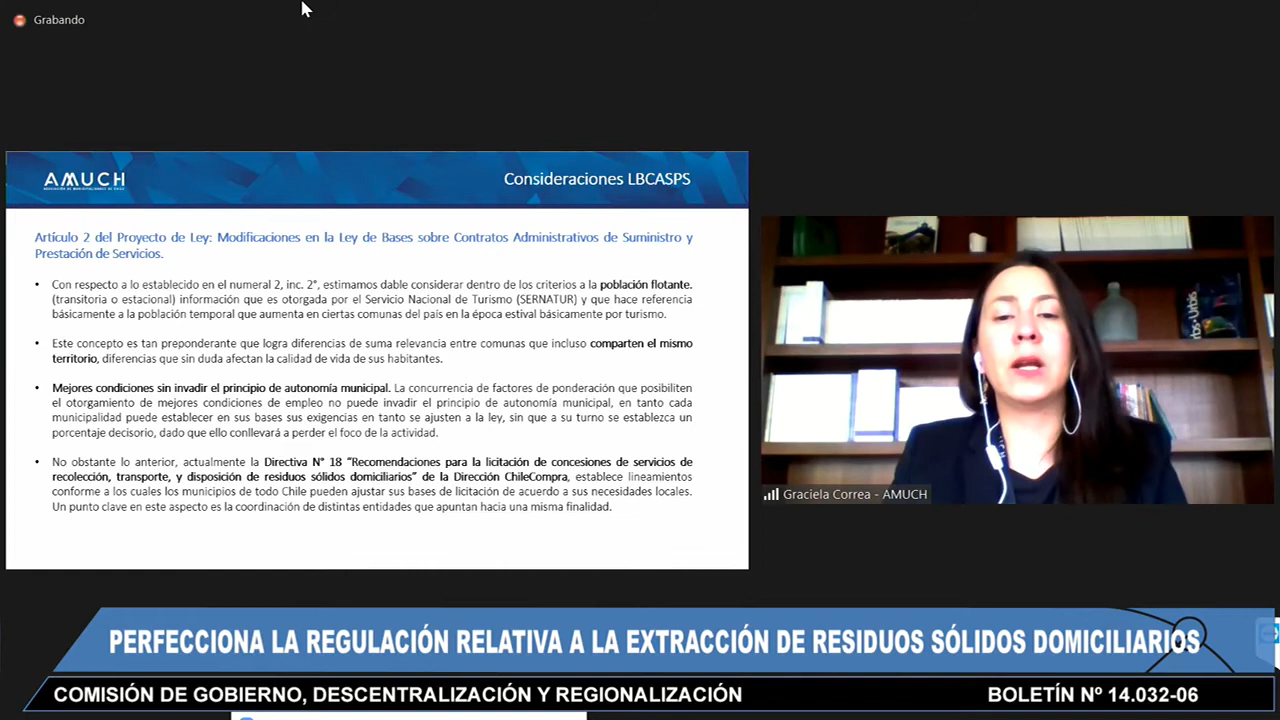 Grabando
AMUCH
Consideraciones LBCASPS
Artículo 2 del Proyecto de Ley: Modificaciones en la Ley de Bases sobre Contratos Administrativos de Suministro y
Prestación de Servicios.
• Con respecto a lo establecido en el numeral 2, inc. 2°, estimamos dable considerar dentro de los criterios a la población flotante.
(transitoria o estacional) información que es otorgada por el Servicio Nacional de Turismo (SERNATUR) y que hace referencia
básicamente a la población temporal que aumenta en ciertas comunas del país en la época estival básicamente por turismo.
• Este concepto es tan preponderante que logra diferencias de suma relevancia entre comunas que incluso comparten el mismo
territorio, diferencias que sin duda afectan la calidad de vida de sus habitantes.
• Mejores condiciones sin invadir el principio de autonomía municipal. La concurrencia de factores de ponderación que posibiliten
el otorgamiento de mejores condiciones de empleo no puede invadir el principio de autonomía municipal, en tanto cada
municipalidad puede establecer en sus bases sus exigencias en tanto se ajusten a la ley, sin que a su turno se establezca un
porcentaje decisorio, dado que ello conllevará a perder el foco de la actividad.
• No obstante lo anterior, actualmente la Directiva N° 18 "Recomendaciones para la licitación de concesiones de servicios de
recolección, transporte, y disposición de residuos sólidos domiciliarios" de la Dirección ChileCompra, establece lineamientos
conforme a los cuales los municipios de todo Chile pueden ajustar sus bases de licitación de acuerdo a sus necesidades locales.
Un punto clave en este aspecto es la coordinación de distintas entidades que apuntan hacia una misma finalidad.
Graciela Correa - AMUCH
PERFECCIONA LA REGULACIÓN RELATIVA A LA EXTRACCIÓN DE RESIDUOS SÓLIDOS DOMICILIARIOS
COMISIÓN DE GOBIERNO, DESCENTRALIZACIÓN Y REGIONALIZACIÓN
BOLETÍN Nº 14.032-06